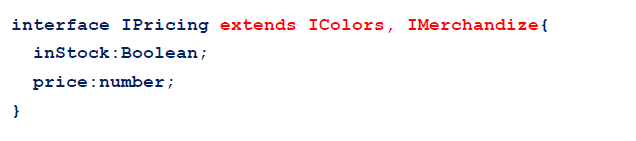 interface IPricing extends IColors, IMerchandize{
inStock:Boolean;
price:number;
}